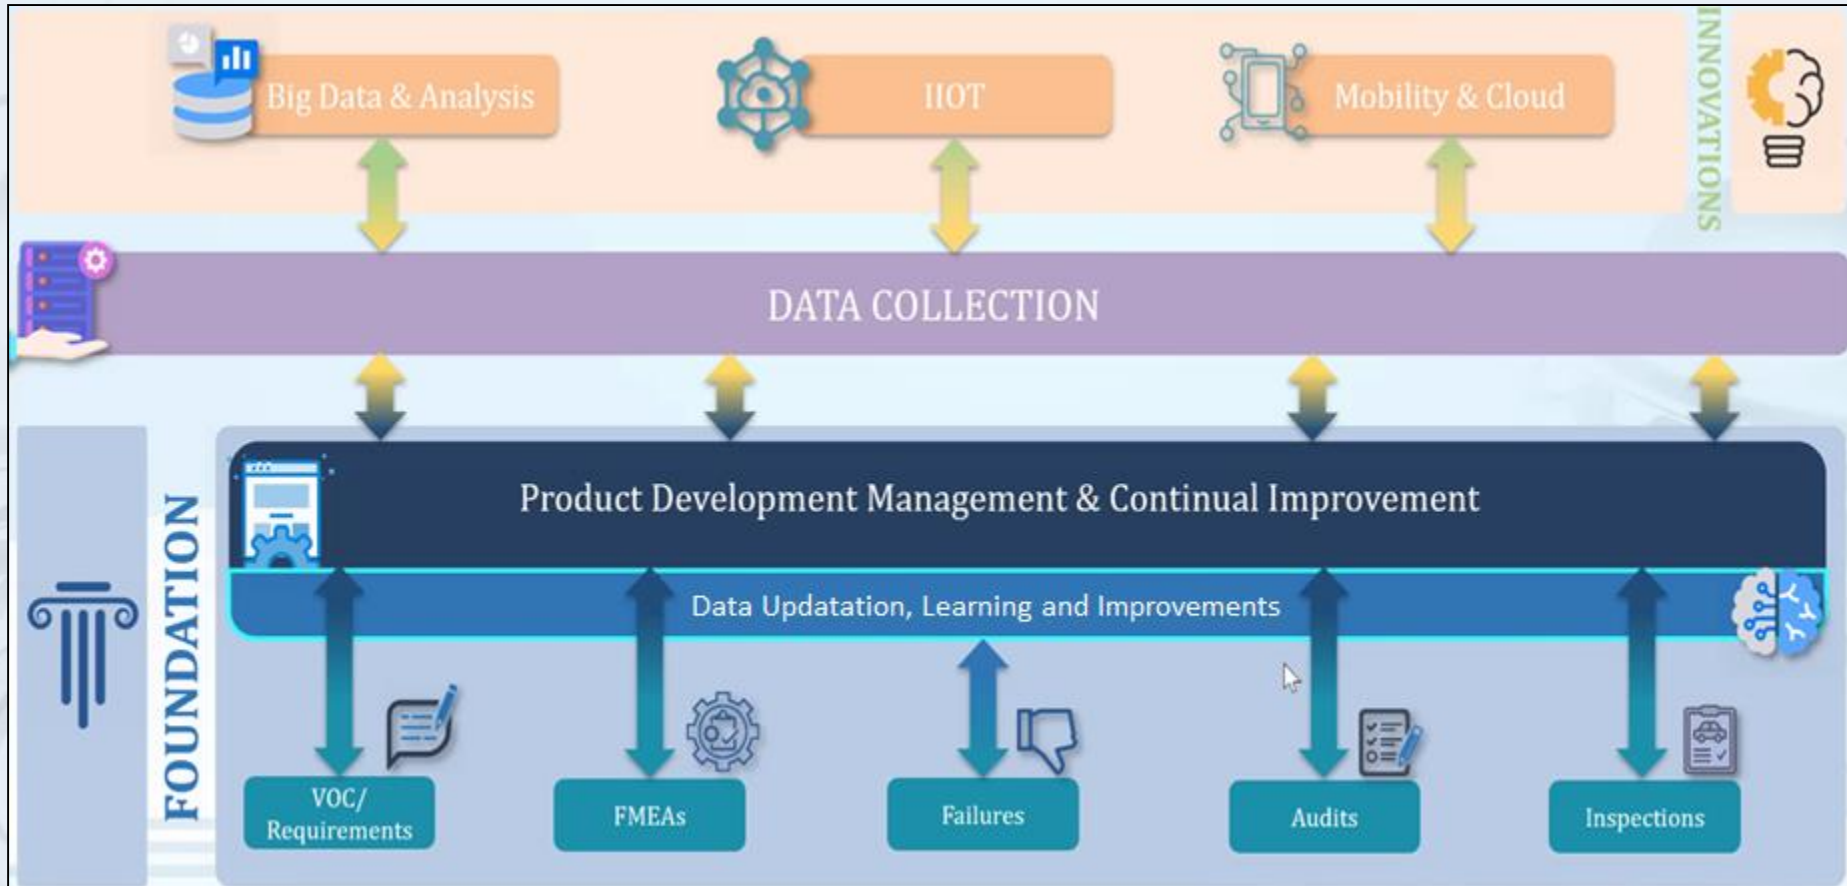 Big Data & Analysis
IIOT
Mobility & Cloud
INNOVATIONS
DATA COLLECTION
FOUNDATION
Product Development Management & Continual Improvement
Data Updatation, Learning and Improvements
VOC/
Requirements
FMEAs
Failures
Audits
Inspections